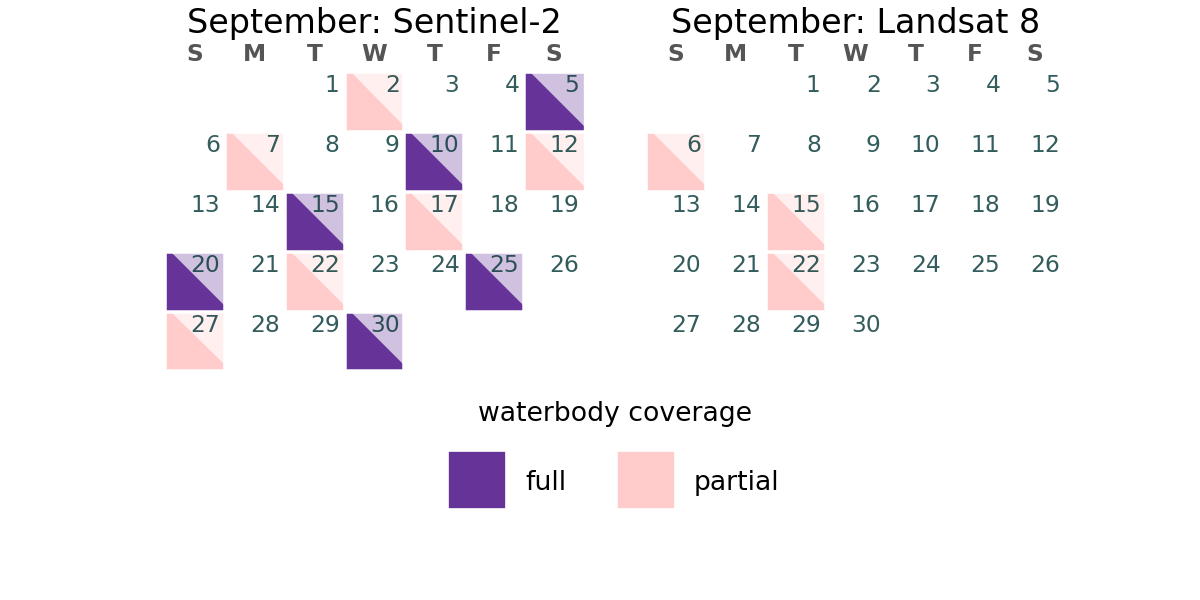 September: Sentinel-2
S M T W T F S
1 2 3 4 5
6 7 8 9 10 11 12
13 14 15 16 17 18 19
20 21 22 23 24 25 26
27 28 29 30
September: Landsat 8
S M T W T F S
1 2 3 4 5
6 7 8 9 10 11 12
13 14 15 16 17 18 19
20 21 22 23 24 25 26
27 28 29 30
waterbody coverage
full partial